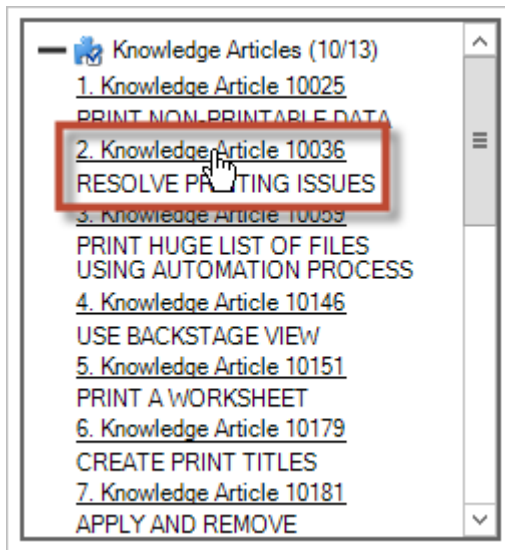 Knowledge Articles (10/13)
1. Knowledge Article 10025
PRINT NON-PRINTABLE DATA
2. Knowledge Article 10036
RESOLVE PRINTING ISSUES
3. Knowledge Article 10059
PRINT HUGE LIST OF FILES
USING AUTOMATION PROCESS
4. Knowledge Article 10146
USE BACKSTAGE VIEW
5. Knowledge Article 10151
PRINT A WORKSHEET
6. Knowledge Article 10179
CREATE PRINT TITLES
7. Knowledge Article 10181
APPLY AND REMOVE